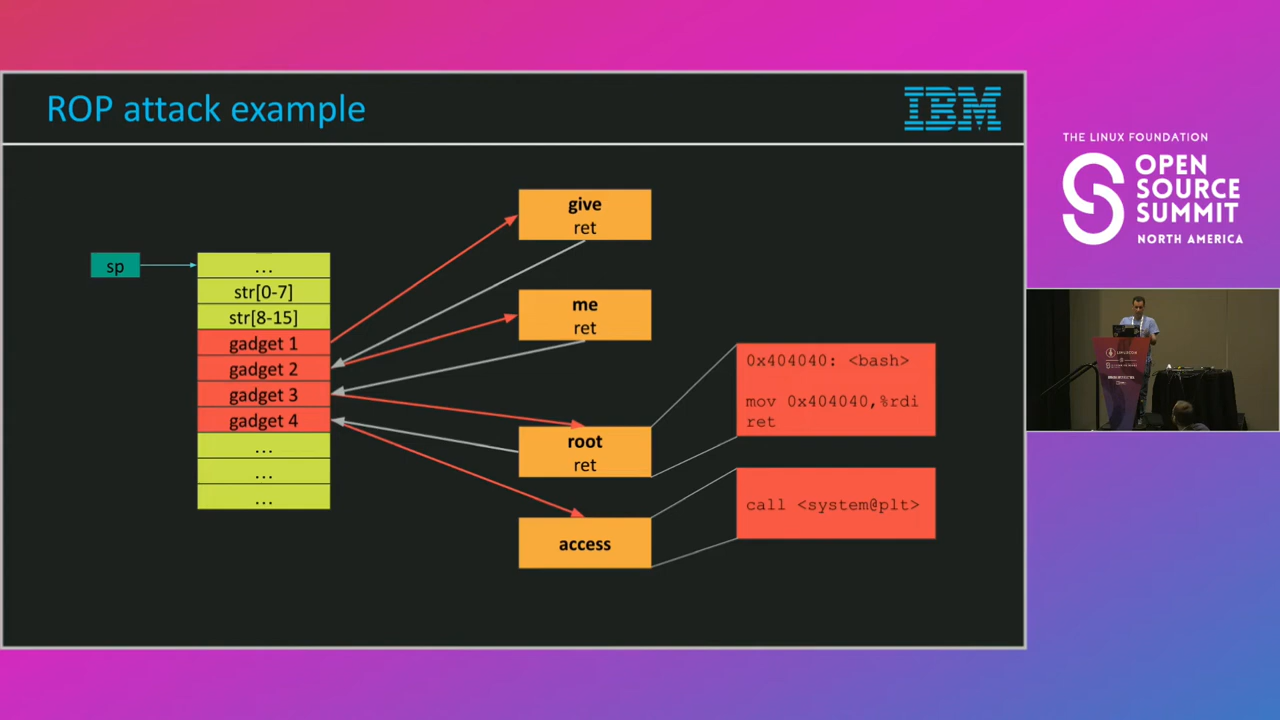 ROP attack example
IBM
THE LINUX FOUNDATION
OPEN
SOURCE
SUMMIT
NORTH AMERICA
sp
...
str[0-7]
str[8-15]
gadget 1
gadget 2
gadget 3
gadget 4
...
...
...
give
ret
me
ret
root
ret
access
0x404040: <bash>
mov 0x404040,%rdi
ret
call <system@plt>